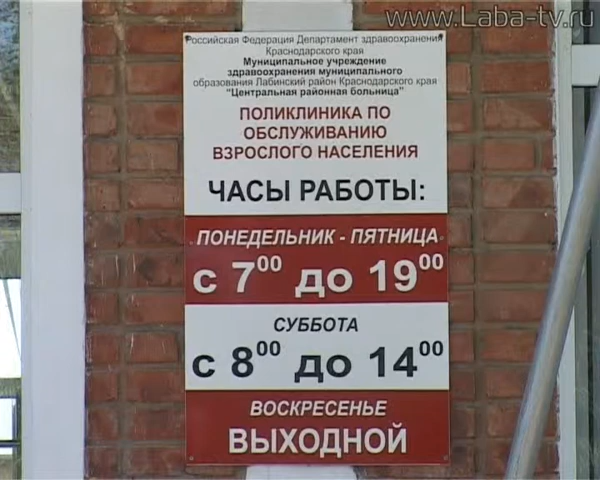 www.Laba-tv.ru
Российская Федерация Департамент здравоохранения
Краснодарского края
Муниципальное учреждение
здравоохранения муниципального
образования Лабинский район Краснодарского края
"Центральная районная больница"
ПОЛИКЛИНИКА ПО
ОБСЛУЖИВАНИЮ
ВЗРОСЛОГО НАСЕЛЕНИЯ
ЧАСЫ РАБОТЫ:
ПОНЕДЕЛЬНИК - ПЯТНИЦА
с 7⁰⁰ до 19⁰⁰
СУББОТА
с 8⁰⁰ до 14⁰⁰
ВОСКРЕСЕНЬЕ
ВЫХОДНОЙ